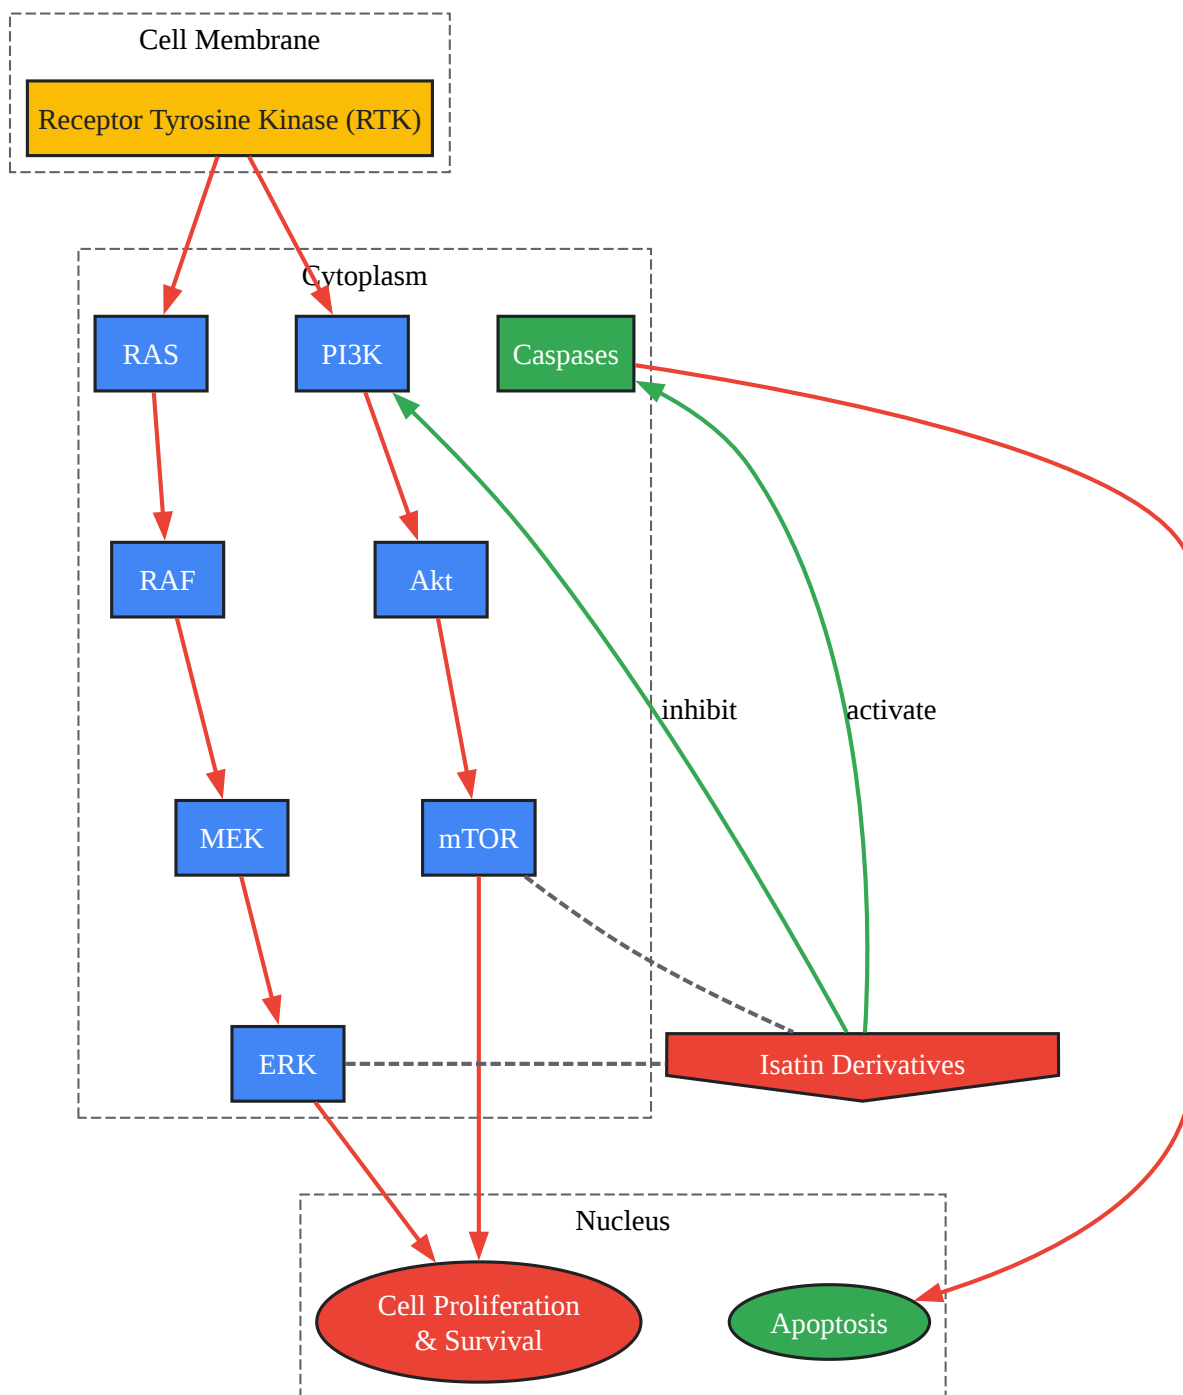 Cell Membrane
Receptor Tyrosine Kinase (RTK)
Cytoplasm
RAS
PI3K
Caspases
RAF
Akt
inhibit
activate
MEK
mTOR
ERK
Isatin Derivatives
Nucleus
Cell Proliferation
& Survival
Apoptosis